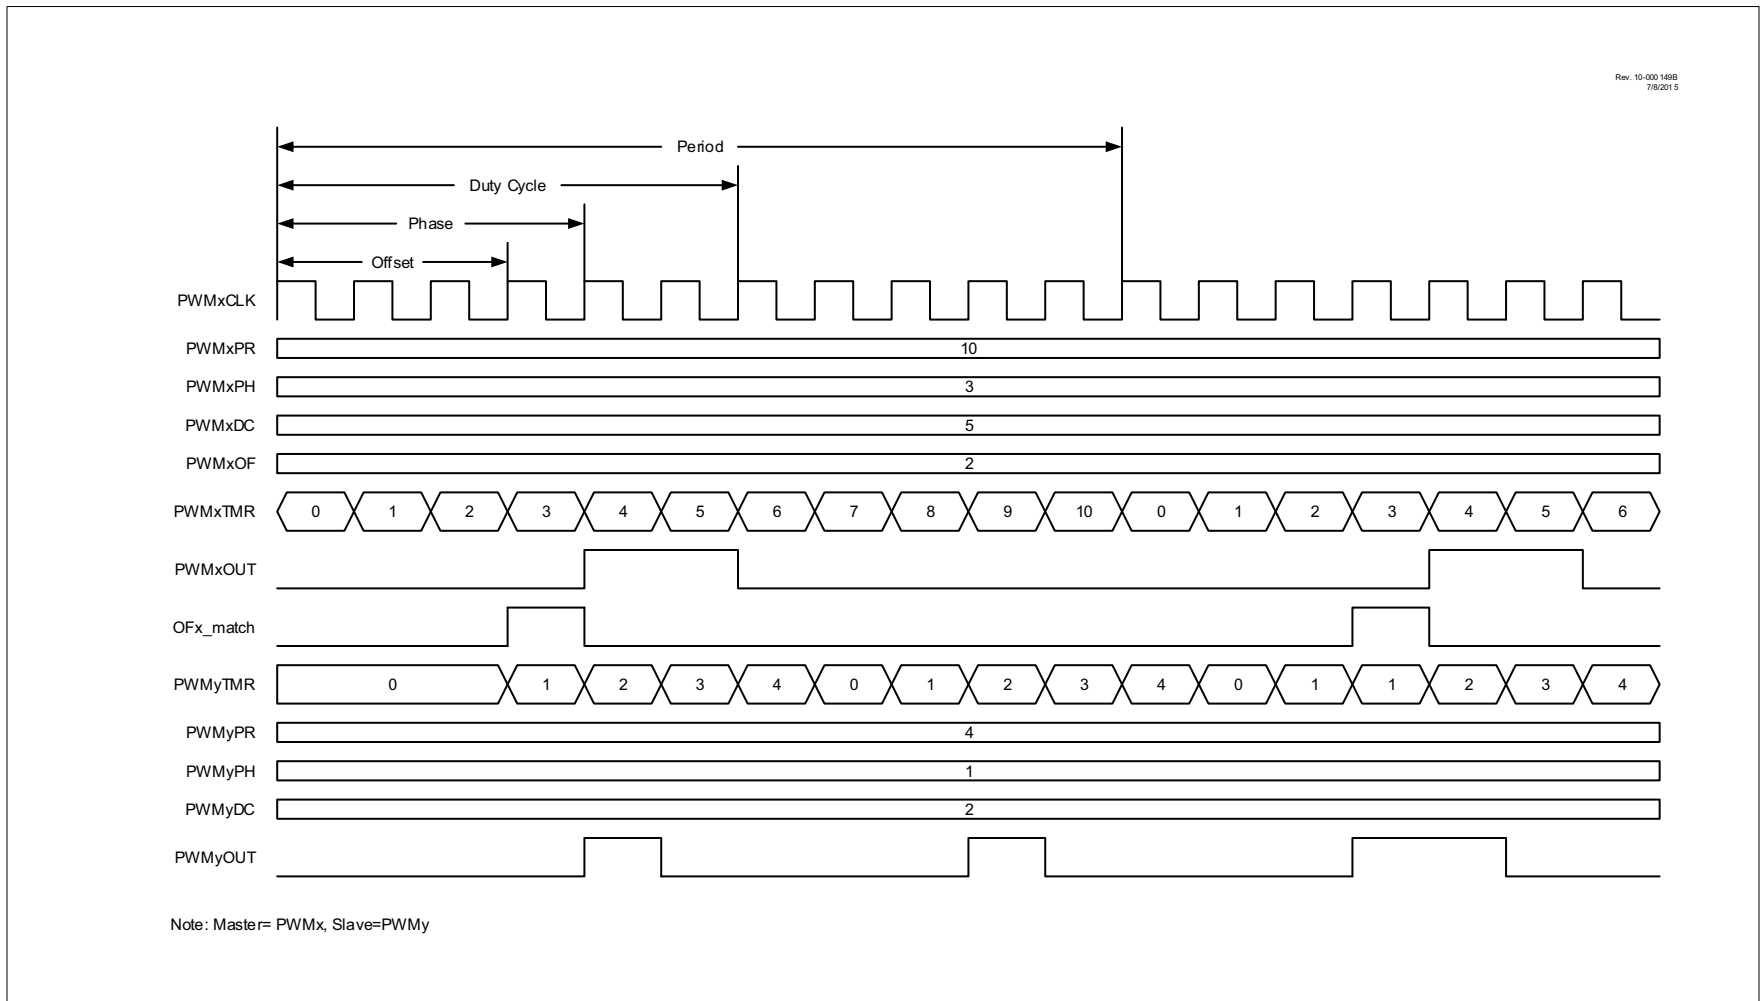 Rev. 10-000 149B
7/8/201 5
Period
Duty Cycle
Phase
Offset
PWMxCLK
PWMxPR 10
PWMxPH 3
PWMxDC 5
PWMxOF 2
PWMxTMR 0 1 2 3 4 5 6 7 8 9 10 0 1 2 3 4 5 6
PWMxOUT
OFx_match
PWMyTMR 0 1 2 3 4 0 1 2 3 4 0 1 1 2 3 4
PWMyPR 4
PWMyPH 1
PWMyDC 2
PWMyOUT
Note: Master= PWMx, Slave=PWMy